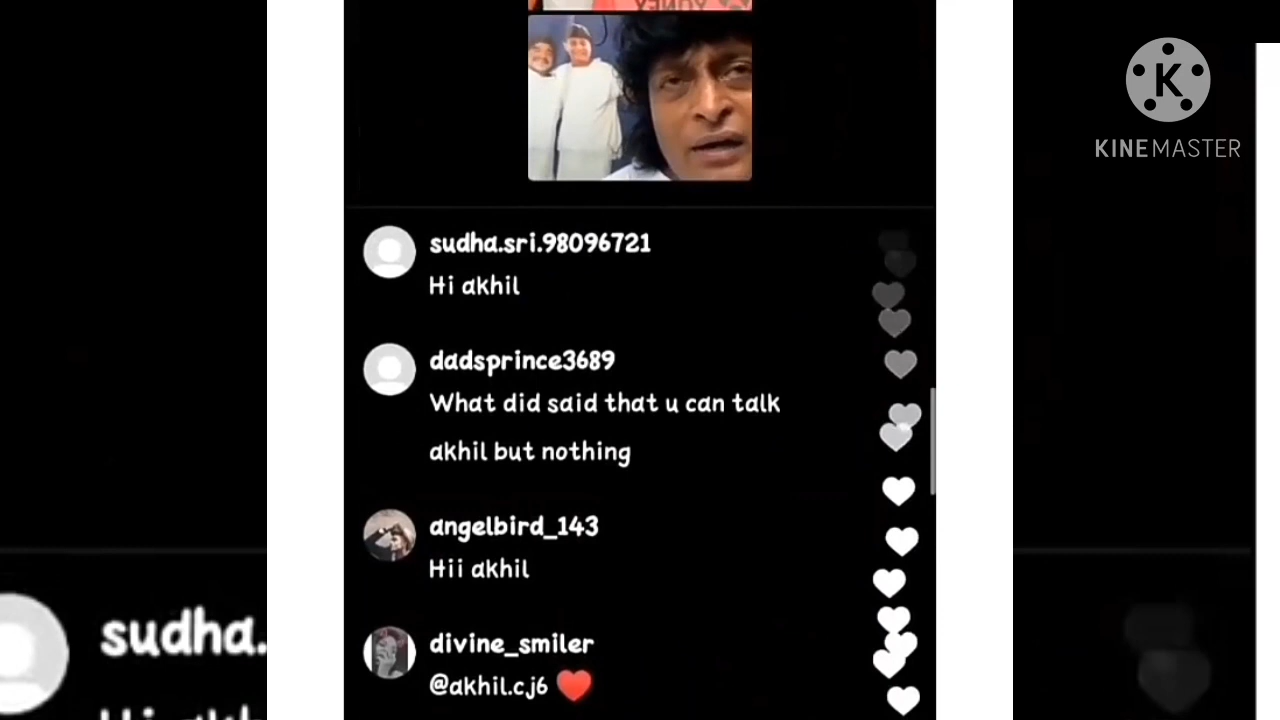 KINEMASTER
sudha.sri.98096721
Hi akhil
dadsprince3689
What did said that u can talk
akhil but nothing
angelbird_143
Hii akhil
divine_smiler
@akhil.cj6 ❤️
sudha.